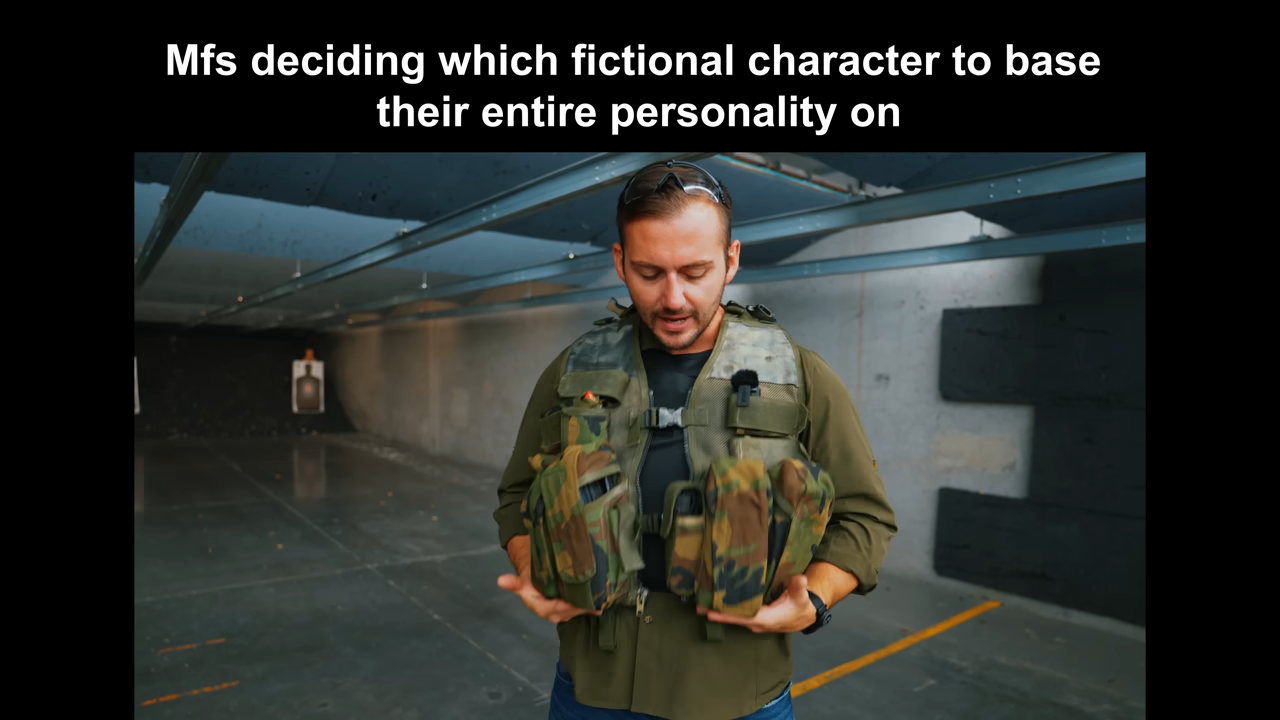 Mfs deciding which fictional character to base
their entire personality on